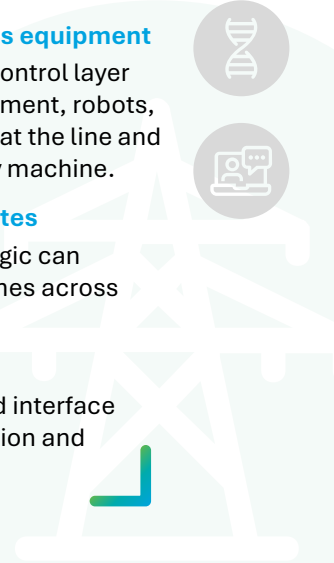 s equipment
ontrol layer
ment, robots,
at the line and
machine.
tes
gic can
nes across
d interface
ion and